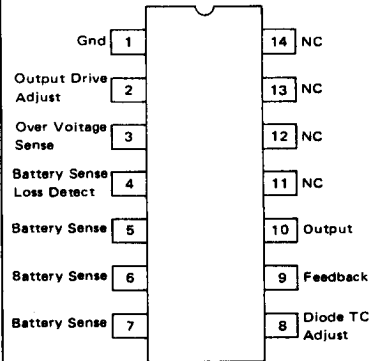 Gnd 1
14 NC
Output Drive
Adjust
2
13 NC
Over Voltage
Sense
3
12 NC
Battery Sense
Loss Detect
4
11 NC
Battery Sense 5
10 Output
Battery Sense 6
9 Feedback
Battery Sense 7
8 Diode TC
Adjust